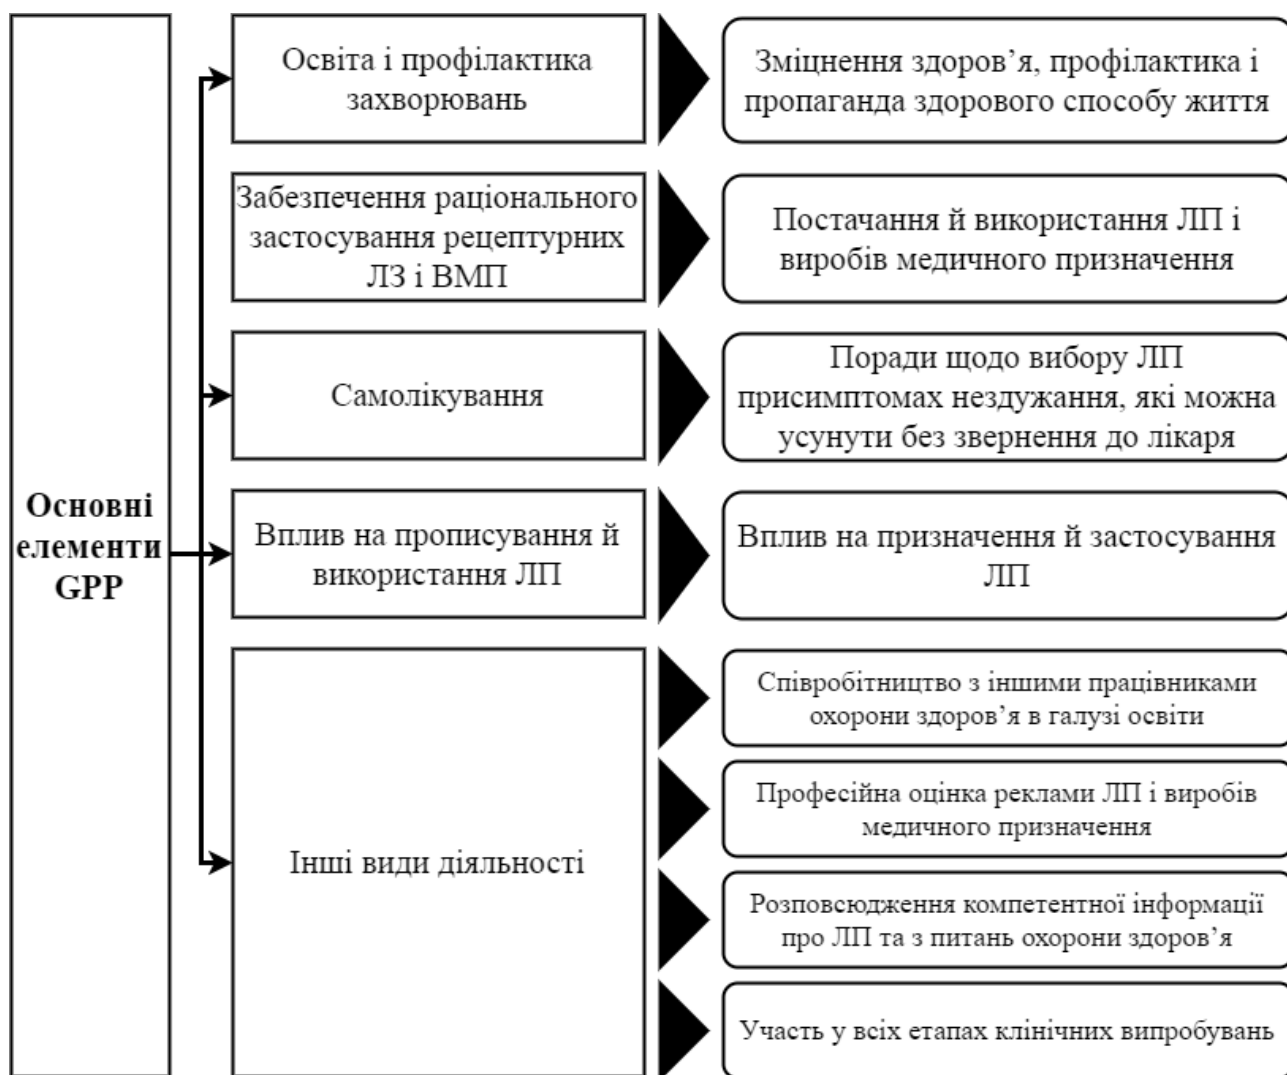 Основні
елементи
GPP
Освіта і профілактика
захворювань
Зміцнення здоров’я, профілактика і
пропаганда здорового способу життя
Забезпечення раціонального
застосування рецептурних
ЛЗ і ВМП
Постачання й використання ЛП і
виробів медичного призначення
Самолікування
Поради щодо вибору ЛП
присимптомах нездужання, які можна
усунути без звернення до лікаря
Вплив на прописування й
використання ЛП
Вплив на призначення й застосування
ЛП
Інші види діяльності
Співробітництво з іншими працівниками
охорони здоров’я в галузі освіти
Професійна оцінка реклами ЛП і виробів
медичного призначення
Розповсюдження компетентної інформації
про ЛП та з питань охорони здоров’я
Участь у всіх етапах клінічних випробувань